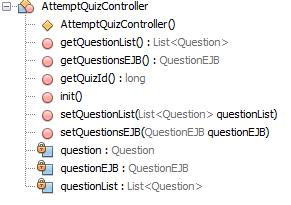 AttemptQuizController
AttemptQuizController()
getQuestionList() : List<Question>
getQuestionsEJB() : QuestionEJB
getQuizId() : long
init()
setQuestionList(List<Question> questionList)
setQuestionsEJB(QuestionEJB questionEJB)
question : Question
questionEJB : QuestionEJB
questionList : List<Question>